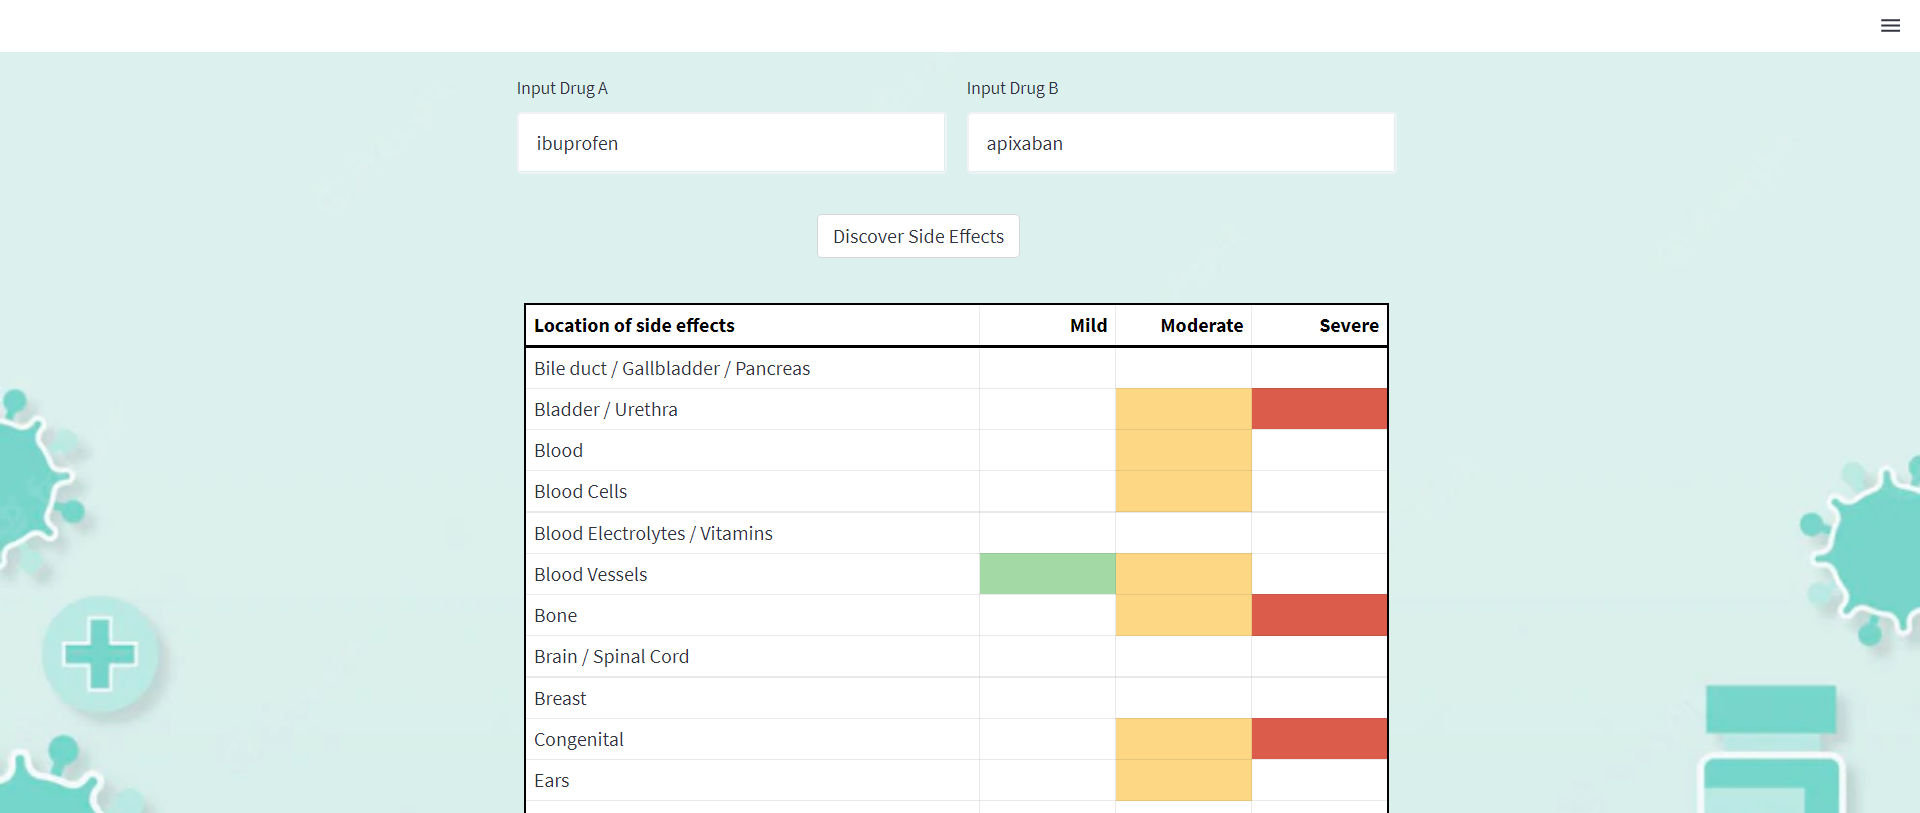 Input Drug A Input Drug B
ibuprofen apixaban
Discover Side Effects
Location of side effects Mild Moderate Severe
Bile duct / Gallbladder / Pancreas
Bladder / Urethra
Blood
Blood Cells
Blood Electrolytes / Vitamins
Blood Vessels
Bone
Brain / Spinal Cord
Breast
Congenital
Ears